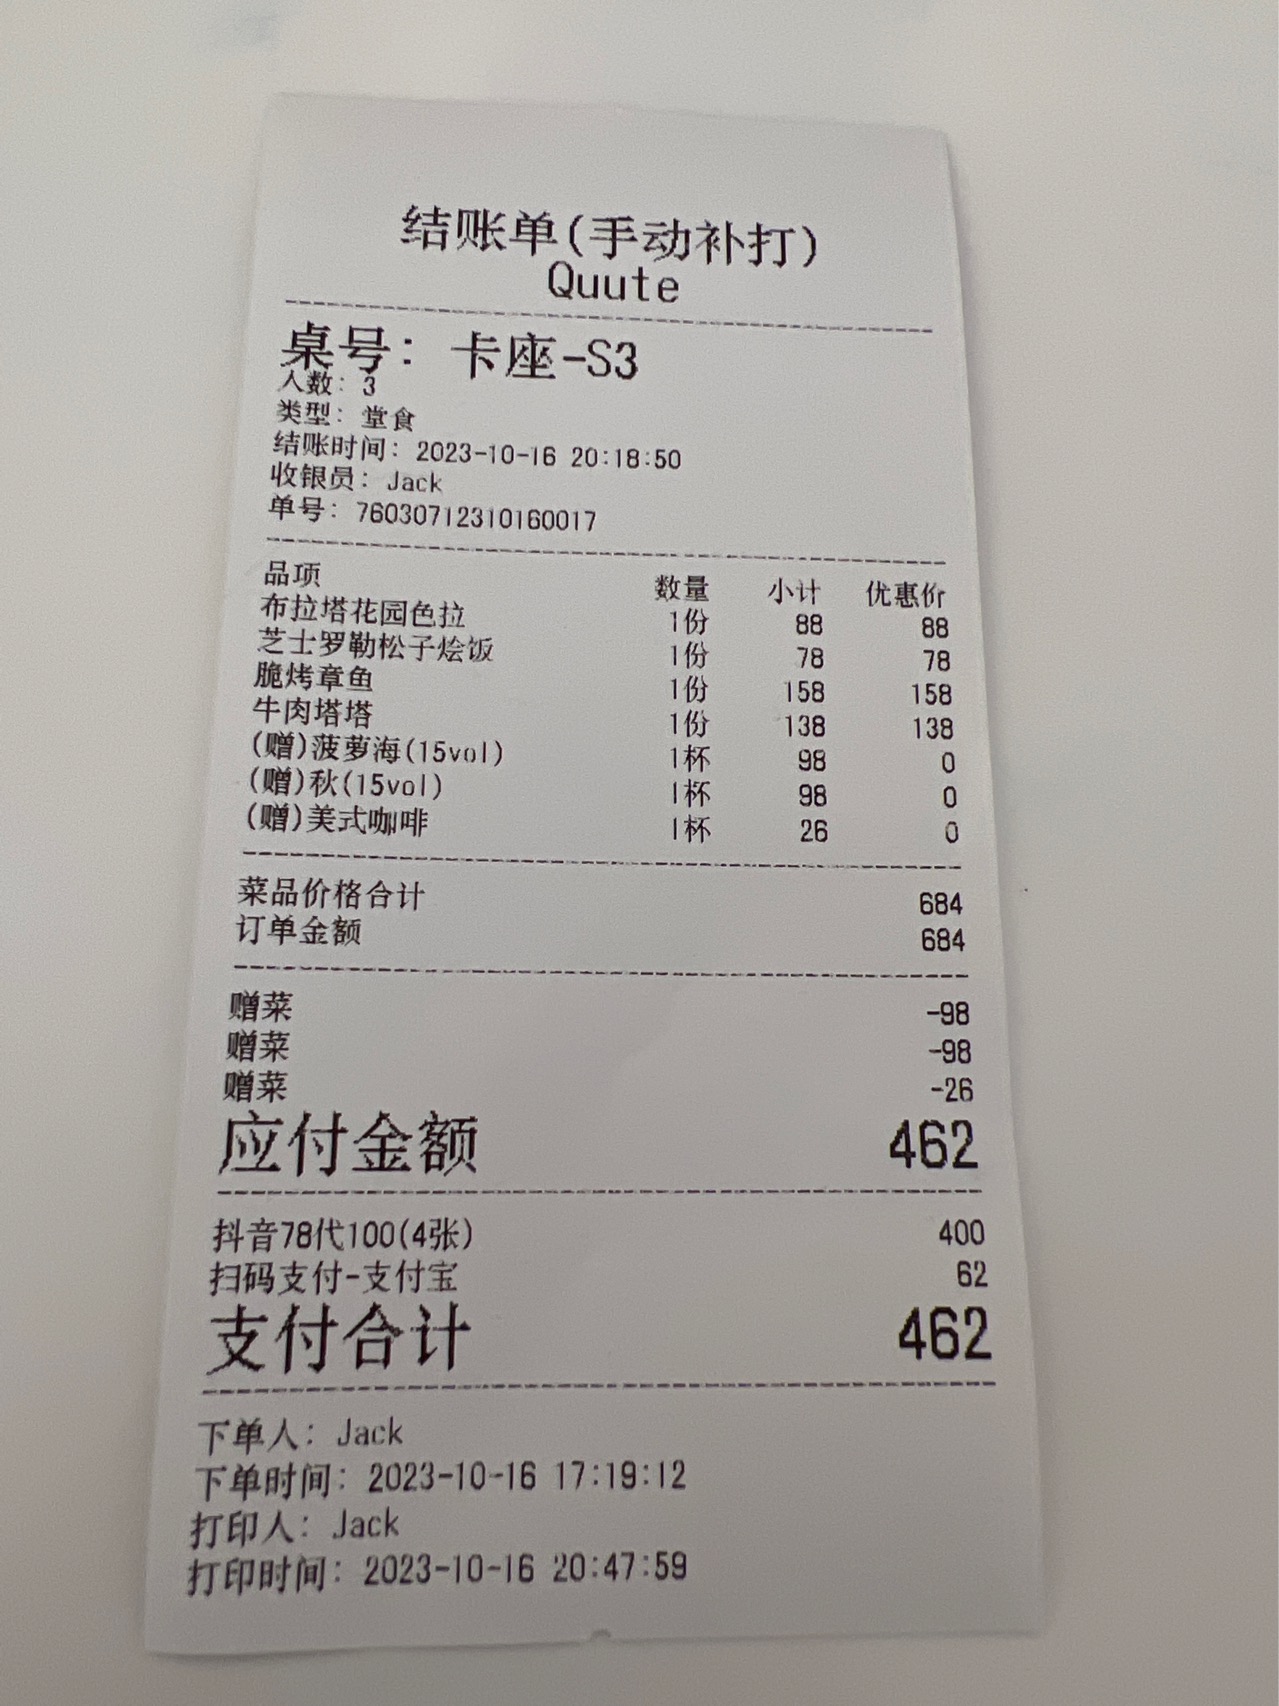 结账单(手动补打)
Quute
桌号: 卡座-S3
人数: 3
类型: 堂食
结账时间: 2023-10-16 20:18:50
收银员: Jack
单号: 76030712310160017
品项 数量 小计 优惠价
布拉塔花园色拉 1份 88 88
芝士罗勒松子烩饭 1份 78 78
脆烤章鱼 1份 158 158
牛肉塔塔 1份 138 138
(赠)菠萝海(15vol) 1杯 98 0
(赠)秋(15vol) 1杯 98 0
(赠)美式咖啡 1杯 26 0
菜品价格合计 684
订单金额 684
赠菜 -98
赠菜 -98
赠菜 -26
应付金额 462
抖音78代100(4张) 400
扫码支付-支付宝 62
支付合计 462
下单人: Jack
下单时间: 2023-10-16 17:19:12
打印人: Jack
打印时间: 2023-10-16 20:47:59